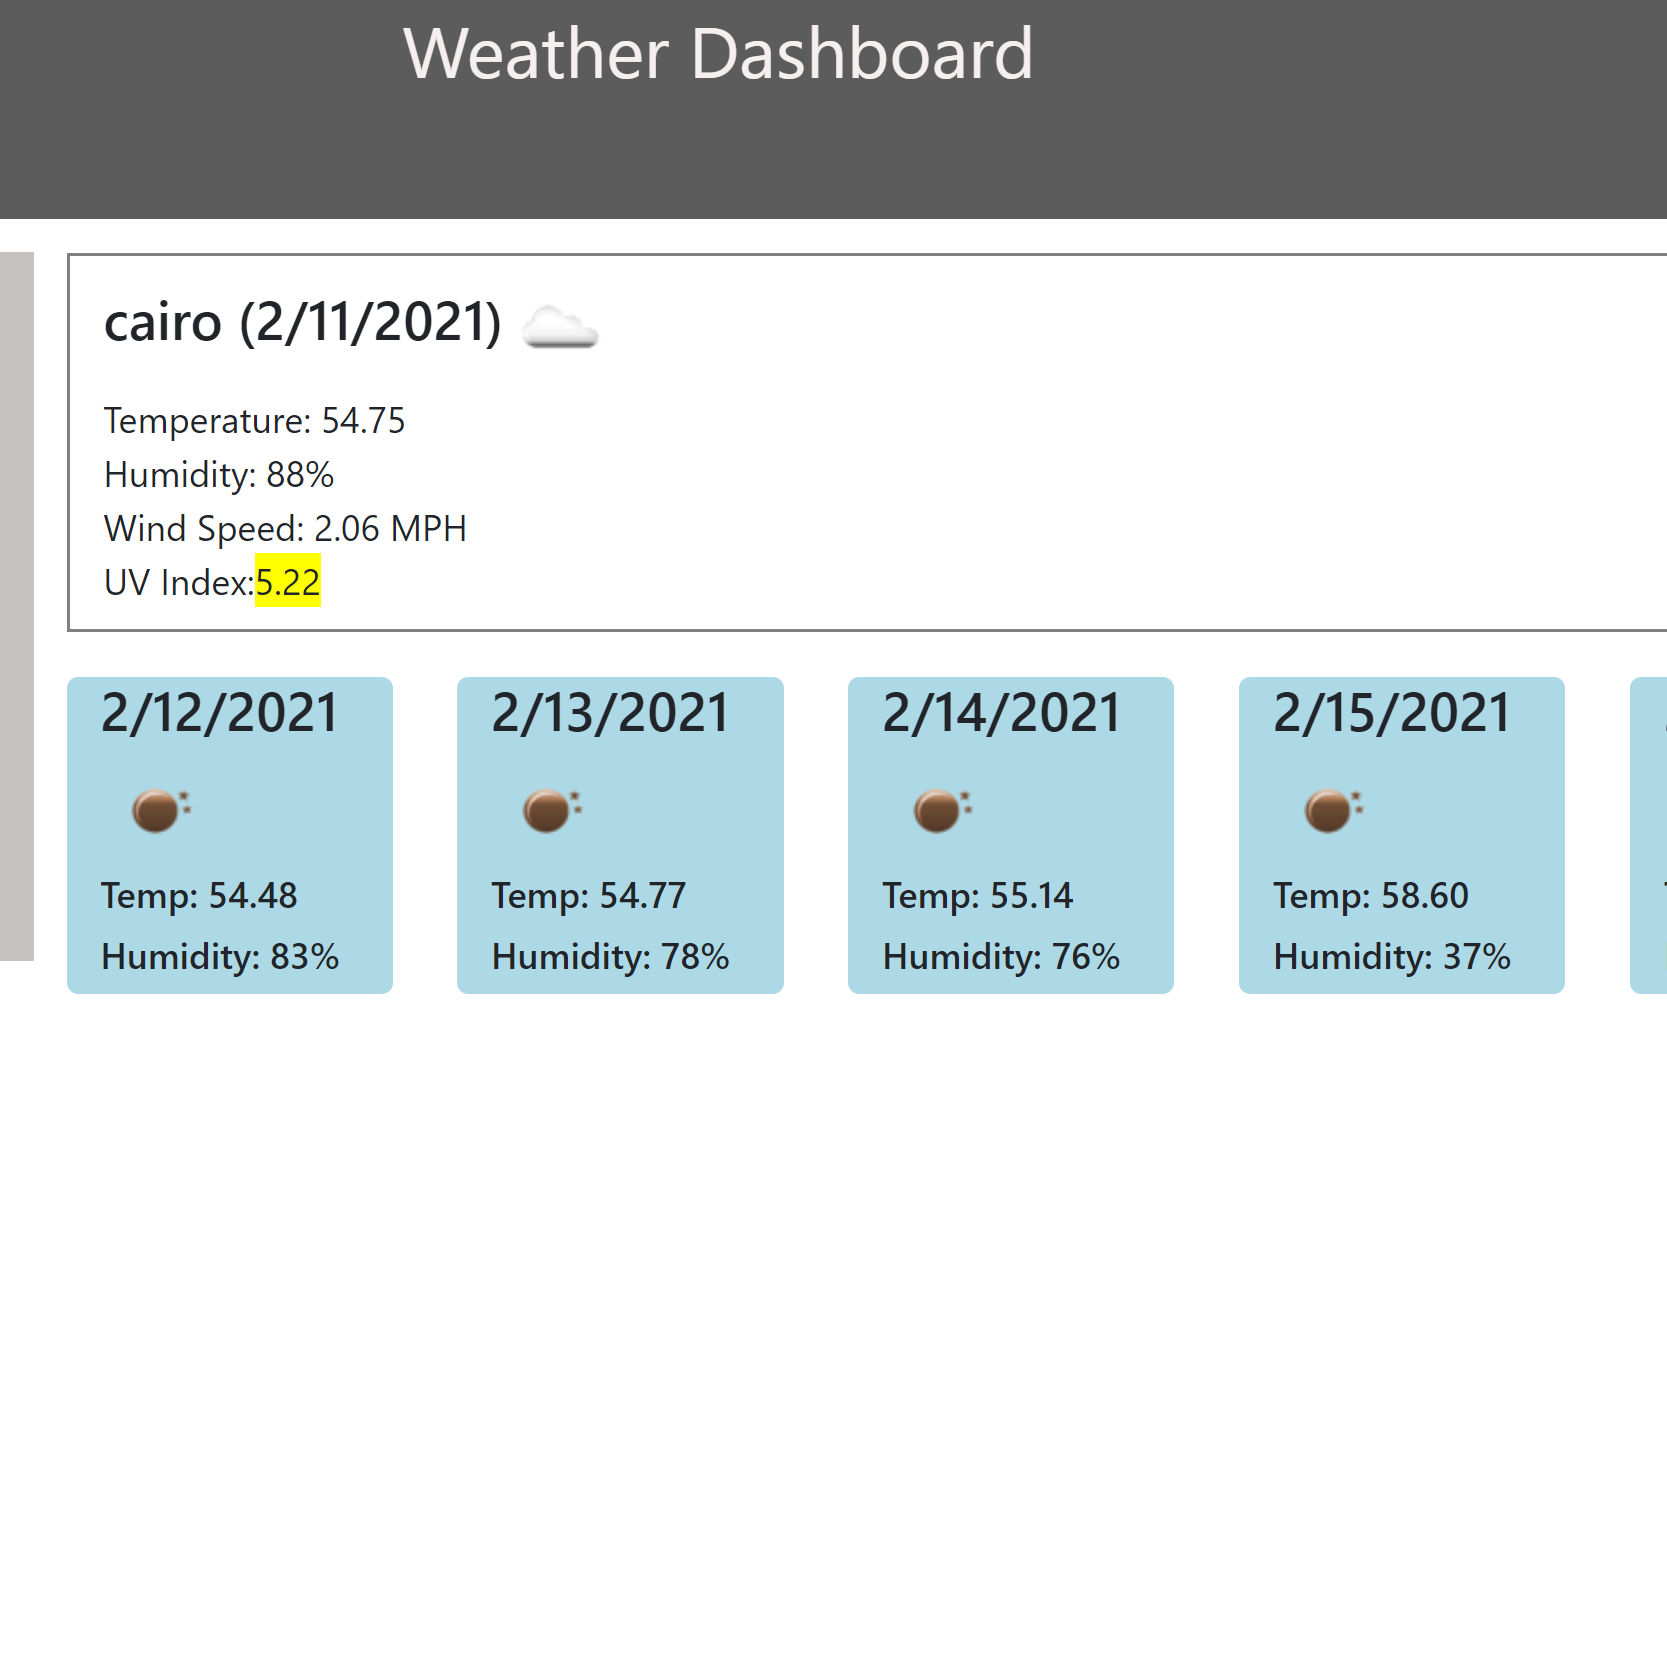 Weather Dashboard
cairo (2/11/2021)
Temperature: 54.75
Humidity: 88%
Wind Speed: 2.06 MPH
UV Index:5.22
2/12/2021
Temp: 54.48
Humidity: 83%
2/13/2021
Temp: 54.77
Humidity: 78%
2/14/2021
Temp: 55.14
Humidity: 76%
2/15/2021
Temp: 58.60
Humidity: 37%